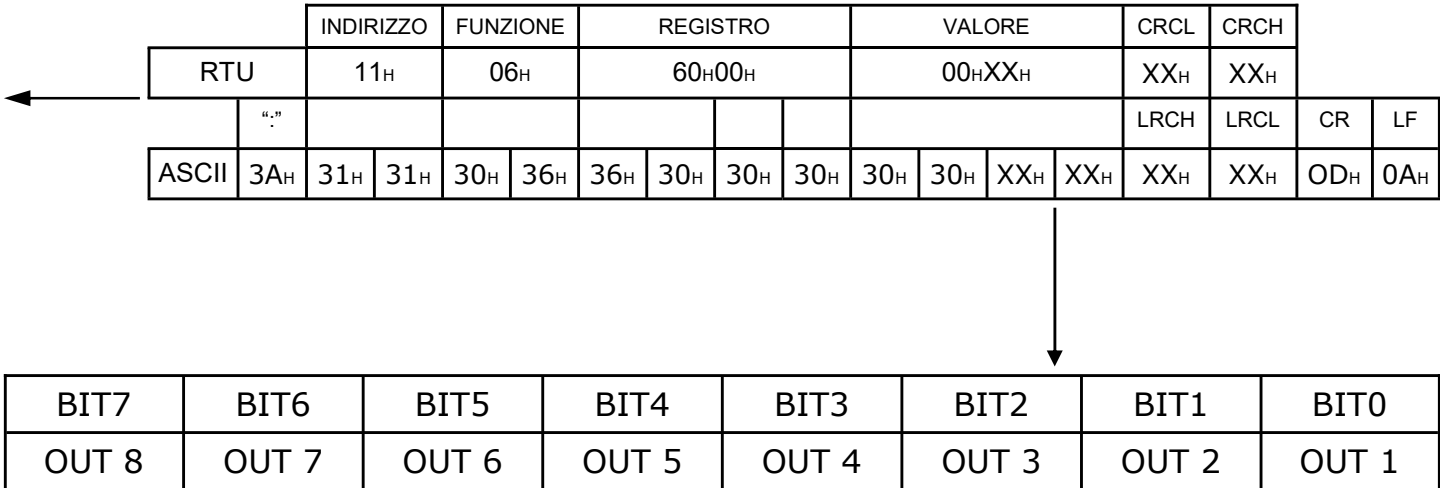 INDIRIZZO FUNZIONE REGISTRO VALORE CRCL CRCH
RTU 11H 06H 60H00H 00HXXH XXH XXH
“:” LRCH LRCL CR LF
ASCII 3AH 31H 31H 30H 36H 36H 30H 30H 30H 30H 30H XXH XXH XXH XXH ODH 0AH
BIT7 BIT6 BIT5 BIT4 BIT3 BIT2 BIT1 BIT0
OUT 8 OUT 7 OUT 6 OUT 5 OUT 4 OUT 3 OUT 2 OUT 1